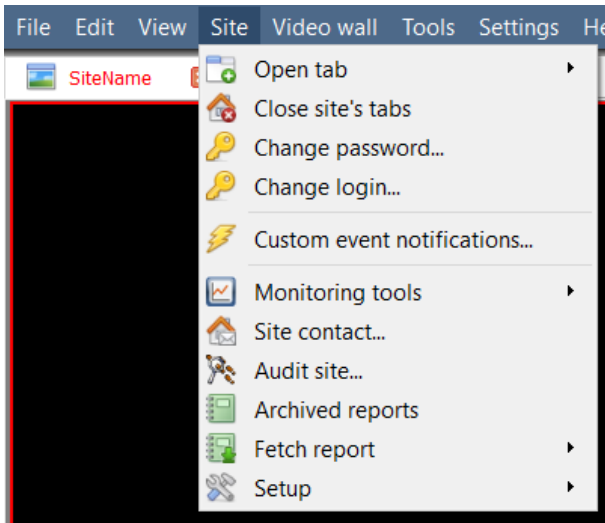 File Edit View Site Video wall Tools Settings
SiteName
Open tab
Close site's tabs
Change password...
Change login...
Custom event notifications...
Monitoring tools
Site contact...
Audit site...
Archived reports
Fetch report
Setup